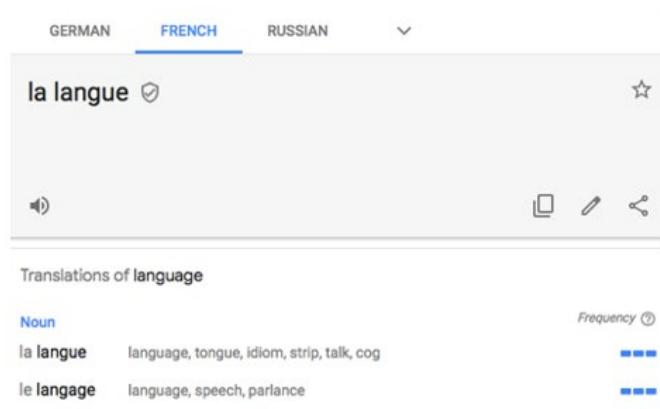 GERMAN FRENCH RUSSIAN
la langue
Translations of language
Noun Frequency
la langue language, tongue, idiom, strip, talk, cog
le langage language, speech, parlance